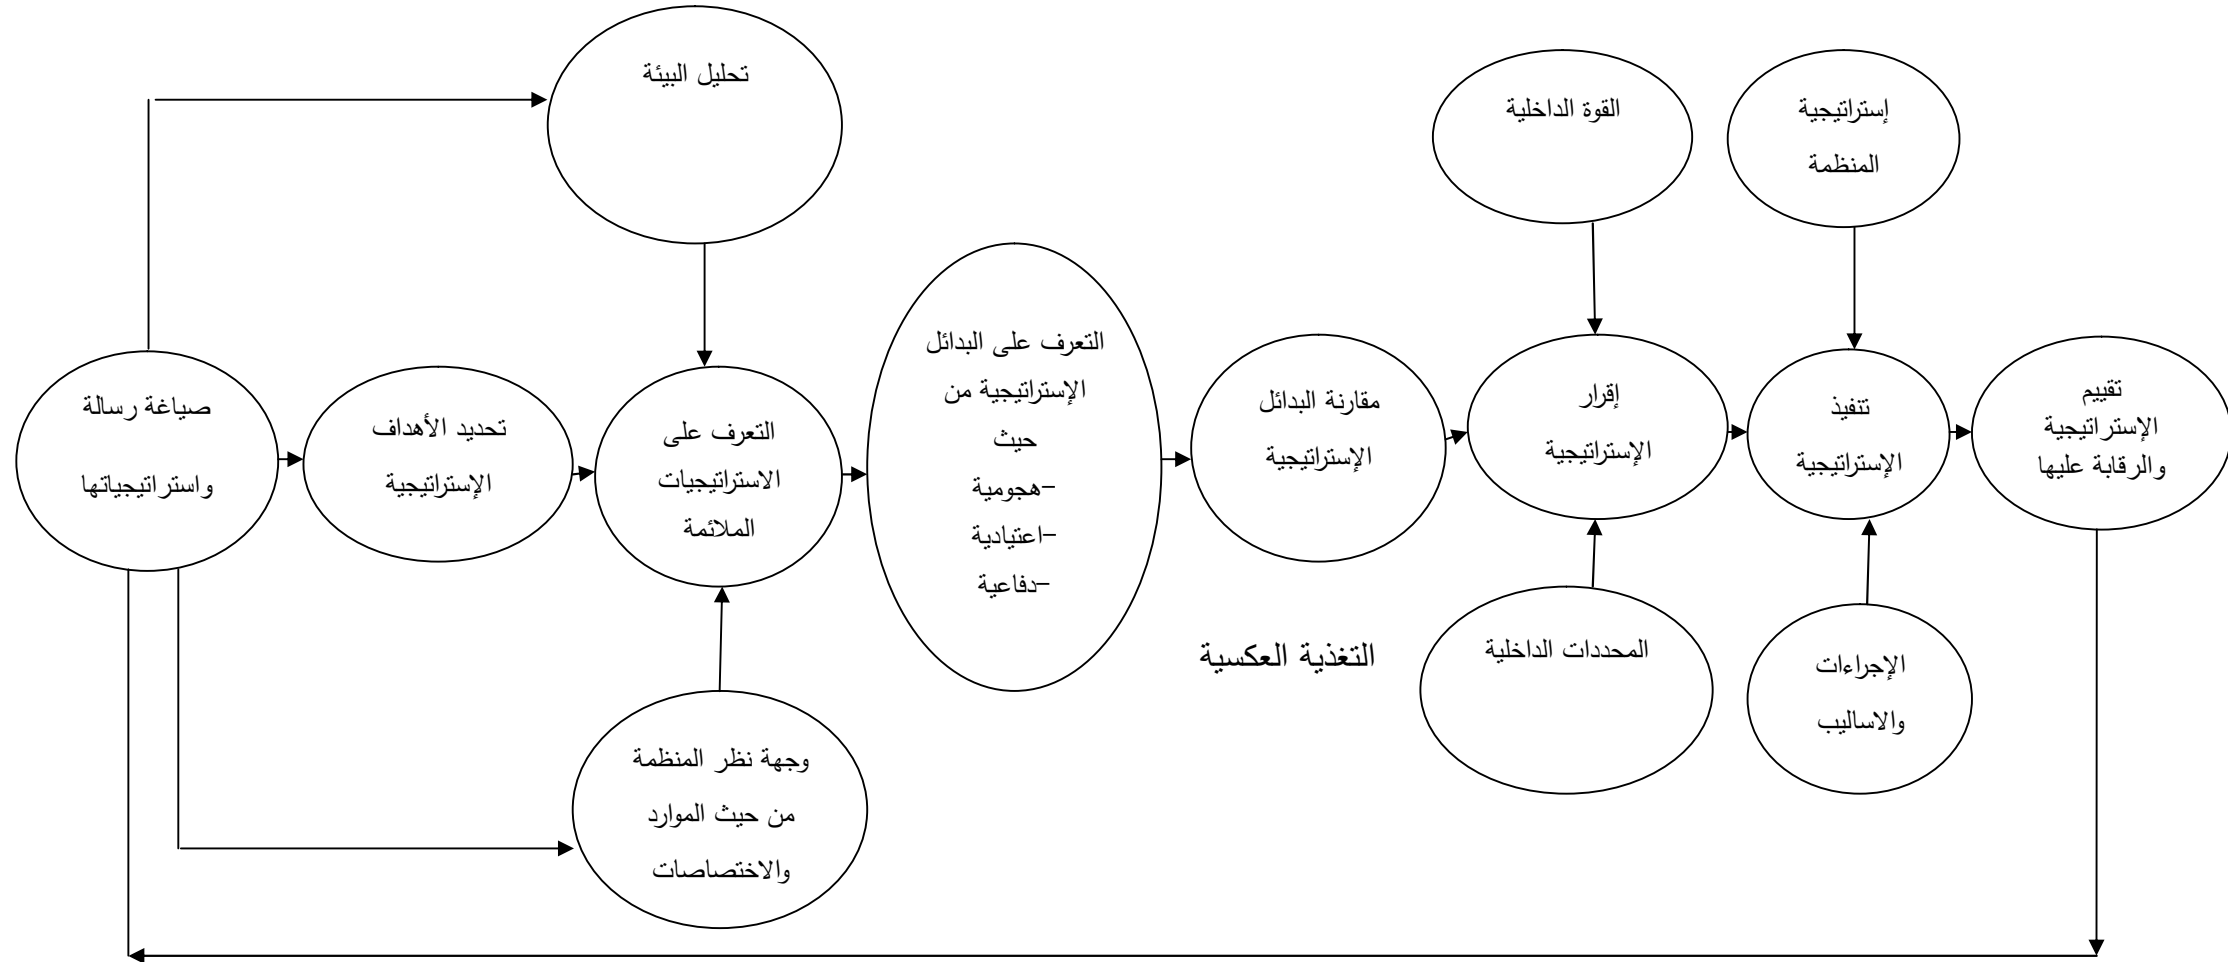 تحليل البيئة
القوة الداخلية
إستراتيجية
المنظمة
صياغة رسالة
واستراتيجياتها
تحديد الأهداف
الإستراتيجية
التعرف على
الاستراتيجيات
الملائمة
التعرف على البدائل
الإستراتيجية من
حيث
-هجومية
-اعتيادية
-دفاعية
مقارنة البدائل
الإستراتيجية
إقرار
الإستراتيجية
تنفيذ
الإستراتيجية
تقييم
الإستراتيجية
والرقابة عليها
وجهة نظر المنظمة
من حيث الموارد
والاختصاصات
التغذية العكسية
المحددات الداخلية
الإجراءات
والاساليب